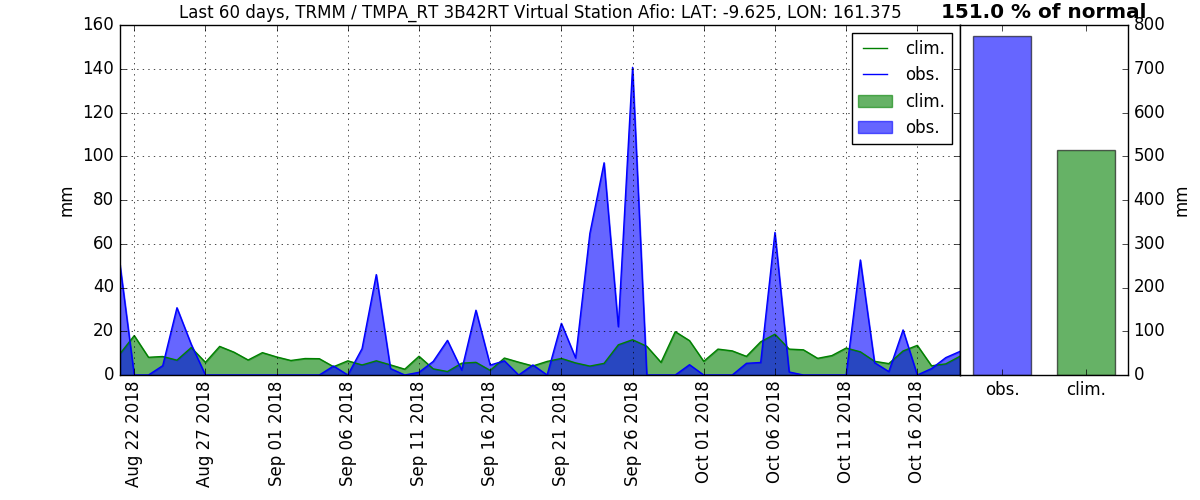 Last 60 days, TRMM / TMPA_RT 3B42RT Virtual Station Afio: LAT: -9.625, LON: 161.375
151.0 % of normal
160
140
120
100
80
60
40
20
0
mm
clim.
obs.
clim.
obs.
800
700
600
500
400
300
200
100
0
mm
Aug 22 2018
Aug 27 2018
Sep 01 2018
Sep 06 2018
Sep 11 2018
Sep 16 2018
Sep 21 2018
Sep 26 2018
Oct 01 2018
Oct 06 2018
Oct 11 2018
Oct 16 2018
obs.
clim.